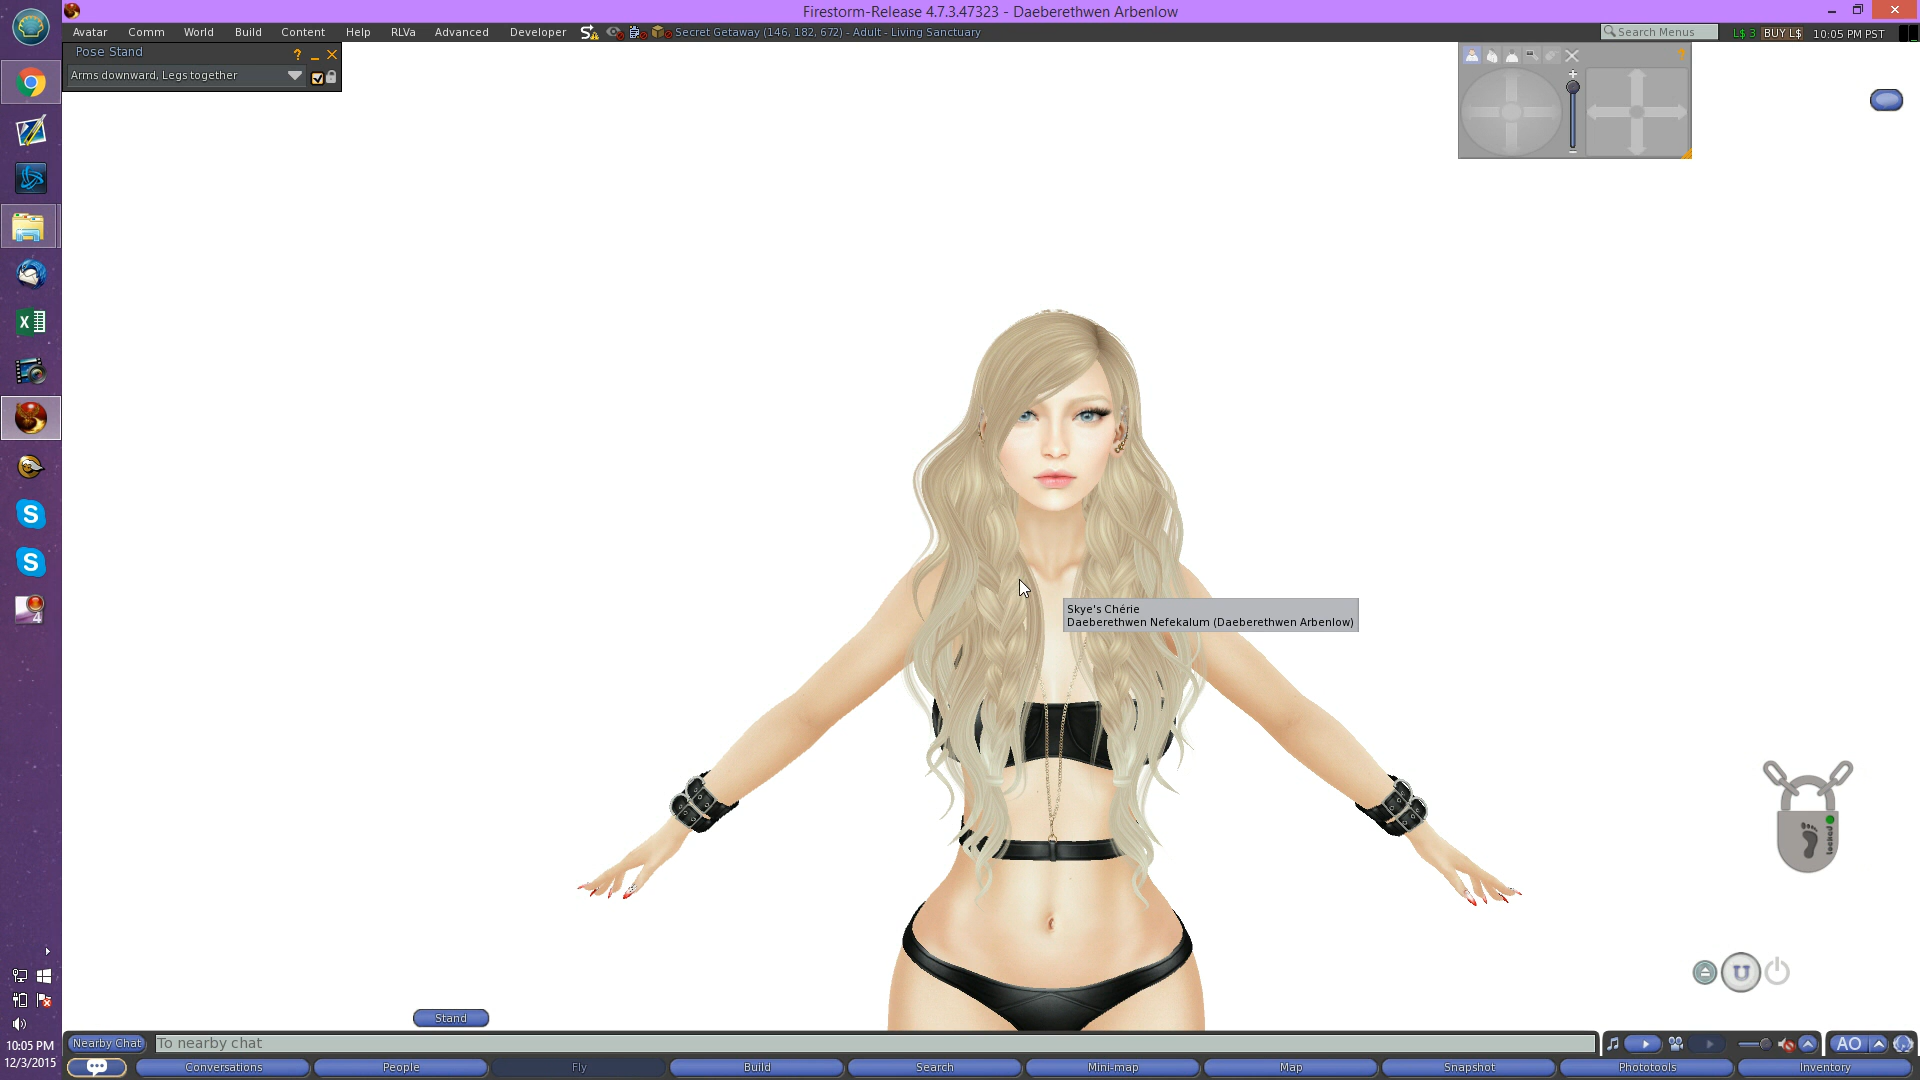 Firestorm-Release 4.7.3.47323 - Daeberethwen Arbenlow
Avatar Comm World Build Content Help RLVa Advanced Developer Secret Getaway (146, 182, 672) - Adult - Living Sanctuary Search Menus L$ 3 BUY L$ 10:05 PM PST
Pose Stand
Arms downward, Legs together
Skye's Chérie
Daeberethwen Nefekalum (Daeberethwen Arbenlow)
locked
U
Stand
Nearby Chat To nearby chat AO
Conversations People Fly Build Search Mini-map Map Snapshot Phototools Inventory
4
10:05 PM
12/3/2015